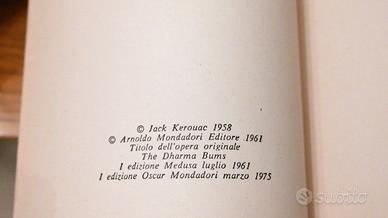 © Jack Kerouac 1958
© Arnoldo Mondadori Editore 1961
Titolo dell'opera originale
The Dharma Bums
I edizione Medusa luglio 1961
I edizione Oscar Mondadori marzo 1975
subito